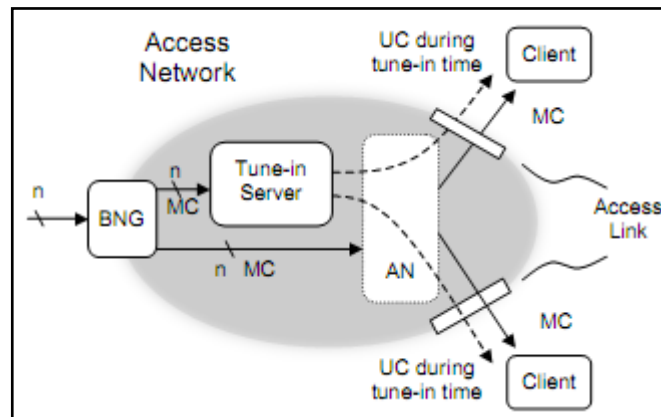 Access
Network
UC during
tune-in time
Client
MC
n
n
MC
Tune-in
Server
BNG
n MC
AN
Access
Link
MC
UC during
tune-in time
Client